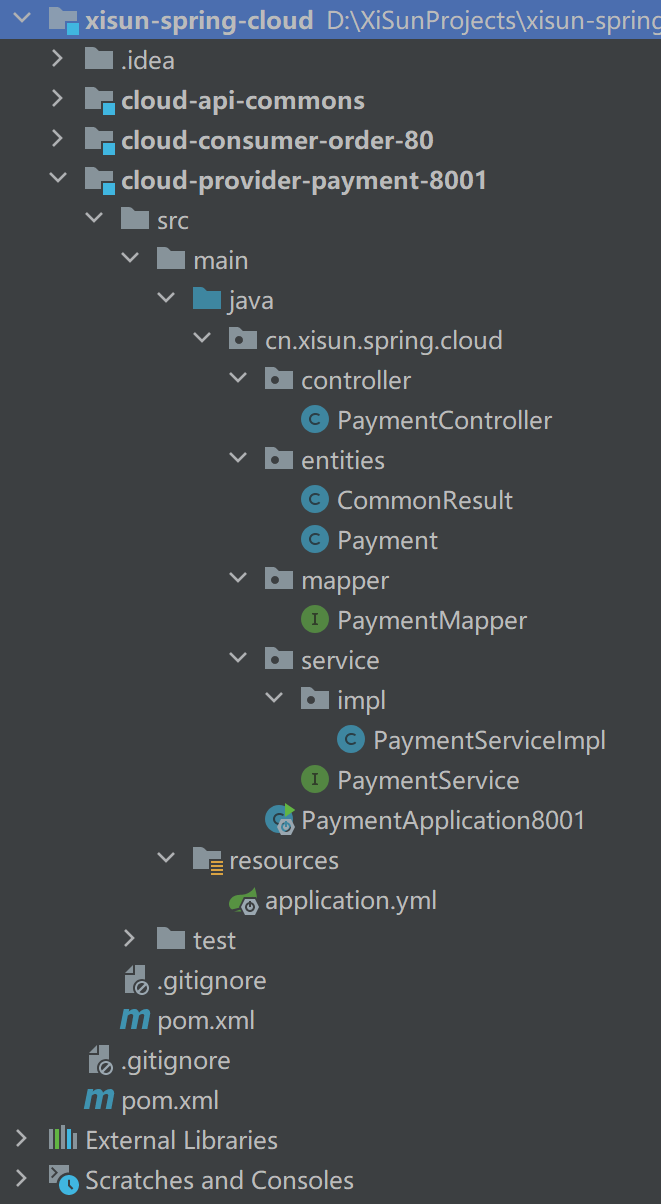 xisun-spring-cloud D:\XiSunProjects\xisun-spring
.idea
cloud-api-commons
cloud-consumer-order-80
cloud-provider-payment-8001
src
main
java
cn.xisun.spring.cloud
controller
C PaymentController
entities
C CommonResult
C Payment
mapper
I PaymentMapper
service
impl
C PaymentServiceImpl
I PaymentService
C PaymentApplication8001
resources
application.yml
test
.gitignore
m pom.xml
.gitignore
m pom.xml
External Libraries
Scratches and Consoles